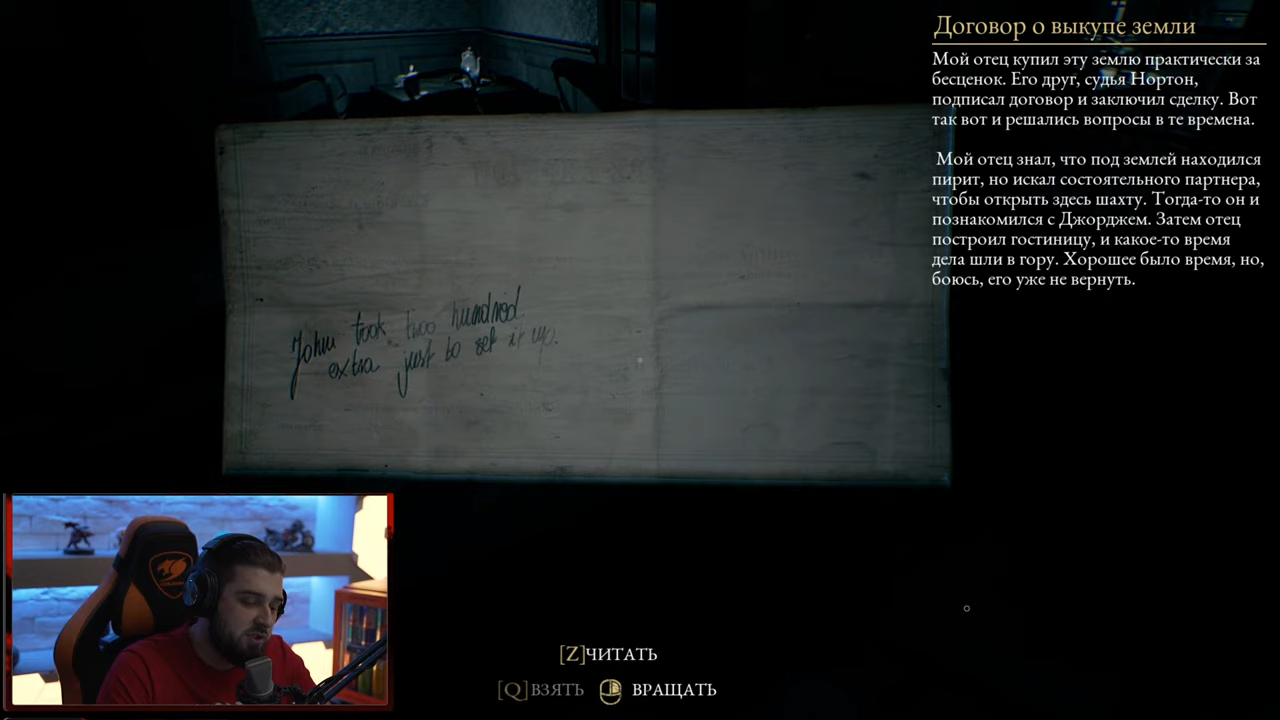 Договор о выкупе земли
Мой отец купил эту землю практически за
бесценок. Его друг, судья Нортон,
подписал договор и заключил сделку. Вот
так вот и решались вопросы в те времена.
Мой отец знал, что под землей находился
пирит, но искал состоятельного партнера,
чтобы открыть здесь шахту. Тогда-то он и
познакомился с Джорджем. Затем отец
построил гостиницу, и какое-то время
дела шли в гору. Хорошее было время, но,
боюсь, его уже не вернуть.
John took two hundred
extra just to set it up.
[Z]ЧИТАТЬ
[Q]ВЗЯТЬ ВРАЩАТЬ